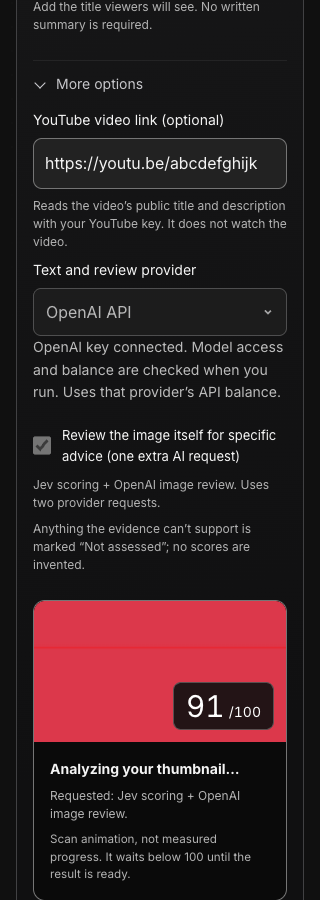 Add the title viewers will see. No written
summary is required.
More options
YouTube video link (optional)
https://youtu.be/abcdefghijk
Reads the video’s public title and description
with your YouTube key. It does not watch the
video.
Text and review provider
OpenAI API
OpenAI key connected. Model access
and balance are checked when you
run. Uses that provider’s API balance.
Review the image itself for specific
advice (one extra AI request)
Jev scoring + OpenAI image review. Uses
two provider requests.
Anything the evidence can’t support is
marked “Not assessed”; no scores are
invented.
91 /100
Analyzing your thumbnail...
Requested: Jev scoring + OpenAI
image review.
Scan animation, not measured
progress. It waits below 100 until the
result is ready.